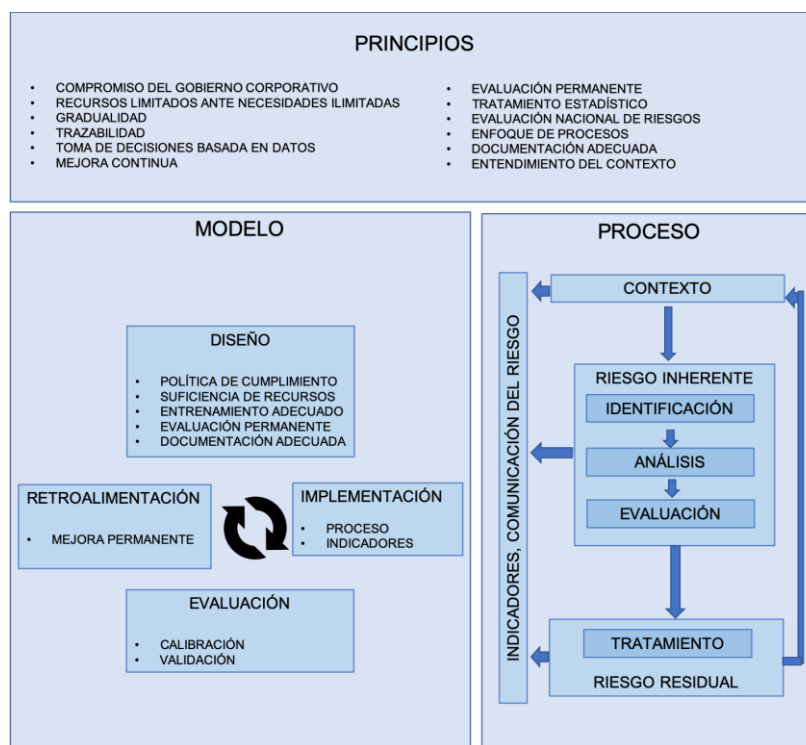 PRINCIPIOS
• COMPROMISO DEL GOBIERNO CORPORATIVO
• RECURSOS LIMITADOS ANTE NECESIDADES ILIMITADAS
• GRADUALIDAD
• TRAZABILIDAD
• TOMA DE DECISIONES BASADA EN DATOS
• MEJORA CONTINUA
• EVALUACIÓN PERMANENTE
• TRATAMIENTO ESTADÍSTICO
• EVALUACIÓN NACIONAL DE RIESGOS
• ENFOQUE DE PROCESOS
• DOCUMENTACIÓN ADECUADA
• ENTENDIMIENTO DEL CONTEXTO
MODELO
DISEÑO
• POLÍTICA DE CUMPLIMIENTO
• SUFICIENCIA DE RECURSOS
• ENTRENAMIENTO ADECUADO
• EVALUACIÓN PERMANENTE
• DOCUMENTACIÓN ADECUADA
RETROALIMENTACIÓN
• MEJORA PERMANENTE
IMPLEMENTACIÓN
• PROCESO
• INDICADORES
EVALUACIÓN
• CALIBRACIÓN
• VALIDACIÓN
PROCESO
INDICADORES, COMUNICACIÓN DEL RIESGO
CONTEXTO
RIESGO INHERENTE
IDENTIFICACIÓN
ANÁLISIS
EVALUACIÓN
TRATAMIENTO
RIESGO RESIDUAL